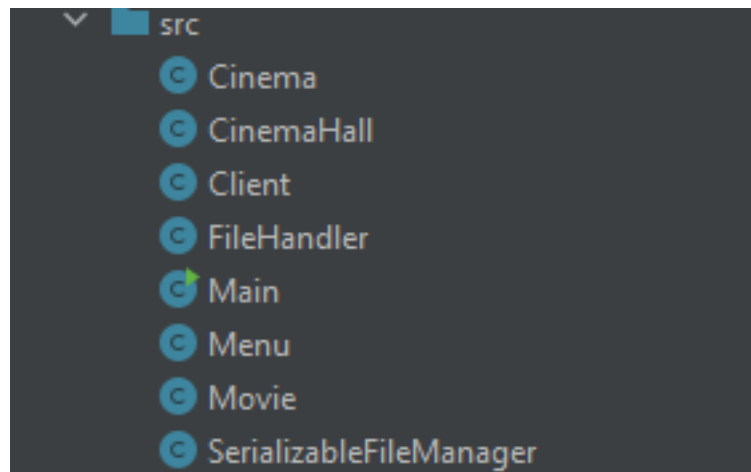 src
Cinema
CinemaHall
Client
FileHandler
Main
Menu
Movie
SerializableFileManager